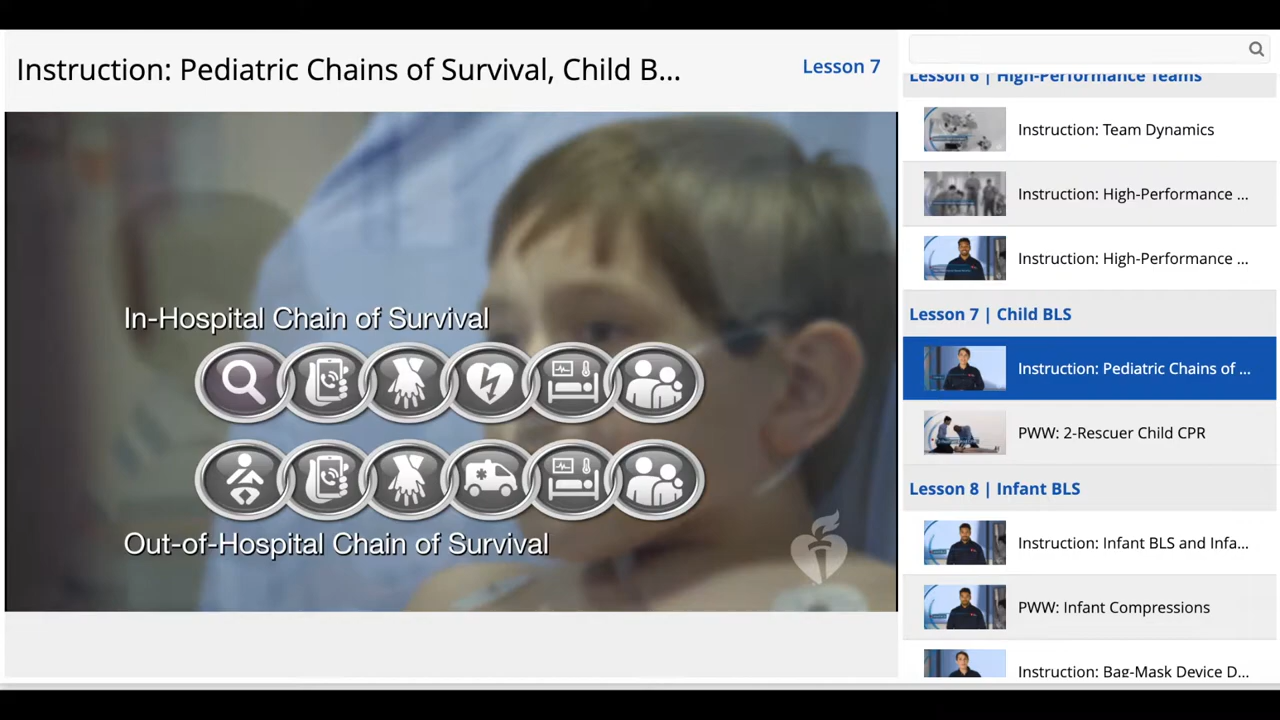 Instruction: Pediatric Chains of Survival, Child B...
Lesson 7
In-Hospital Chain of Survival
Out-of-Hospital Chain of Survival
Lesson 6 | High-Performance Teams
Instruction: Team Dynamics
Instruction: High-Performance ...
Instruction: High-Performance ...
Lesson 7 | Child BLS
Instruction: Pediatric Chains of ...
PWW: 2-Rescuer Child CPR
Lesson 8 | Infant BLS
Instruction: Infant BLS and Infa...
PWW: Infant Compressions
Instruction: Bag-Mask Device D...